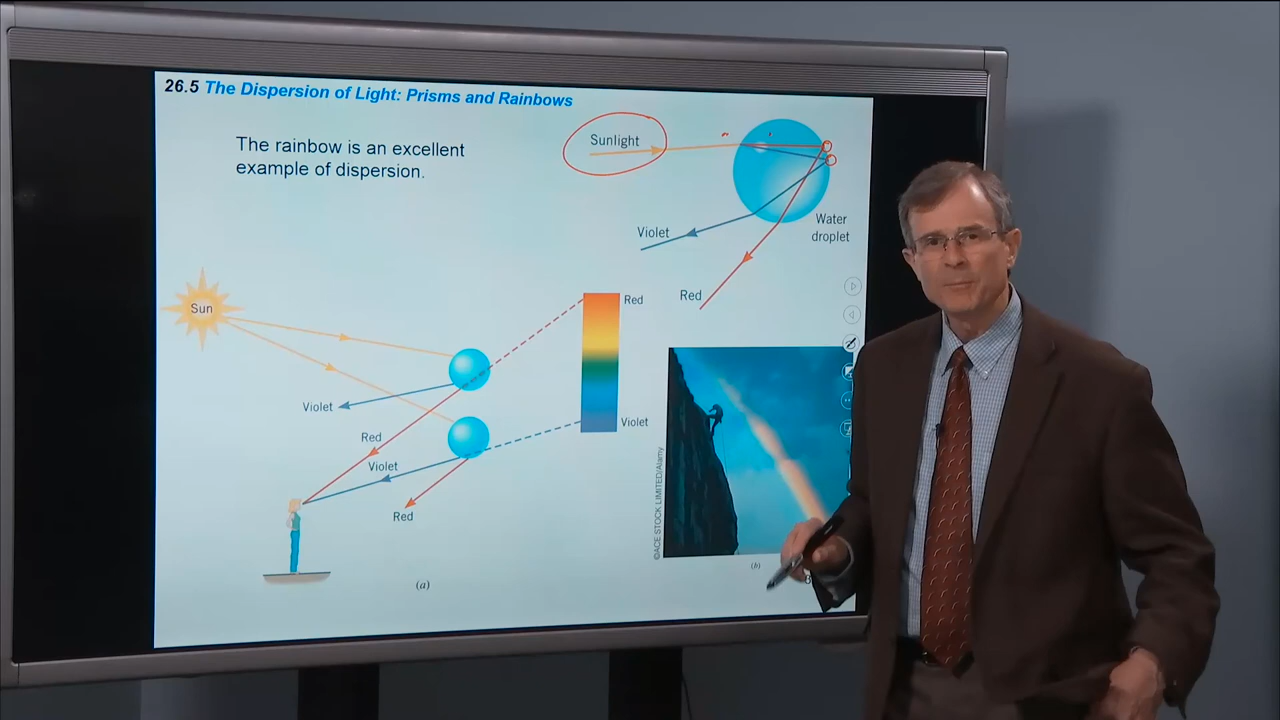 26.5 The Dispersion of Light: Prisms and Rainbows
The rainbow is an excellent
example of dispersion.
Sunlight
Violet
Water
droplet
Red
Sun
Red
Violet
Violet
Red
Violet
Red
(a)
©ACE STOCK LIMITED/Alamy
(b)